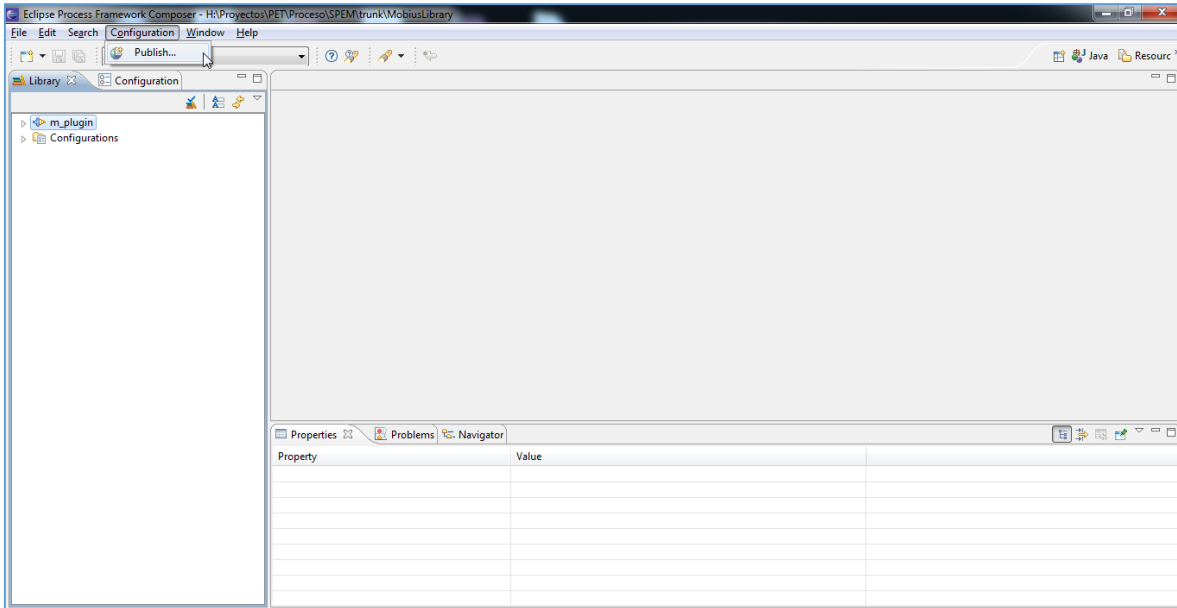 Eclipse Process Framework Composer - H:\Proyectos\PET\Proceso\SPEM\trunk\MobiusLibrary
File Edit Search Configuration Window Help
Publish...
Java Resourc
Library Configuration
m_plugin
Configurations
Properties Problems Navigator
Property Value